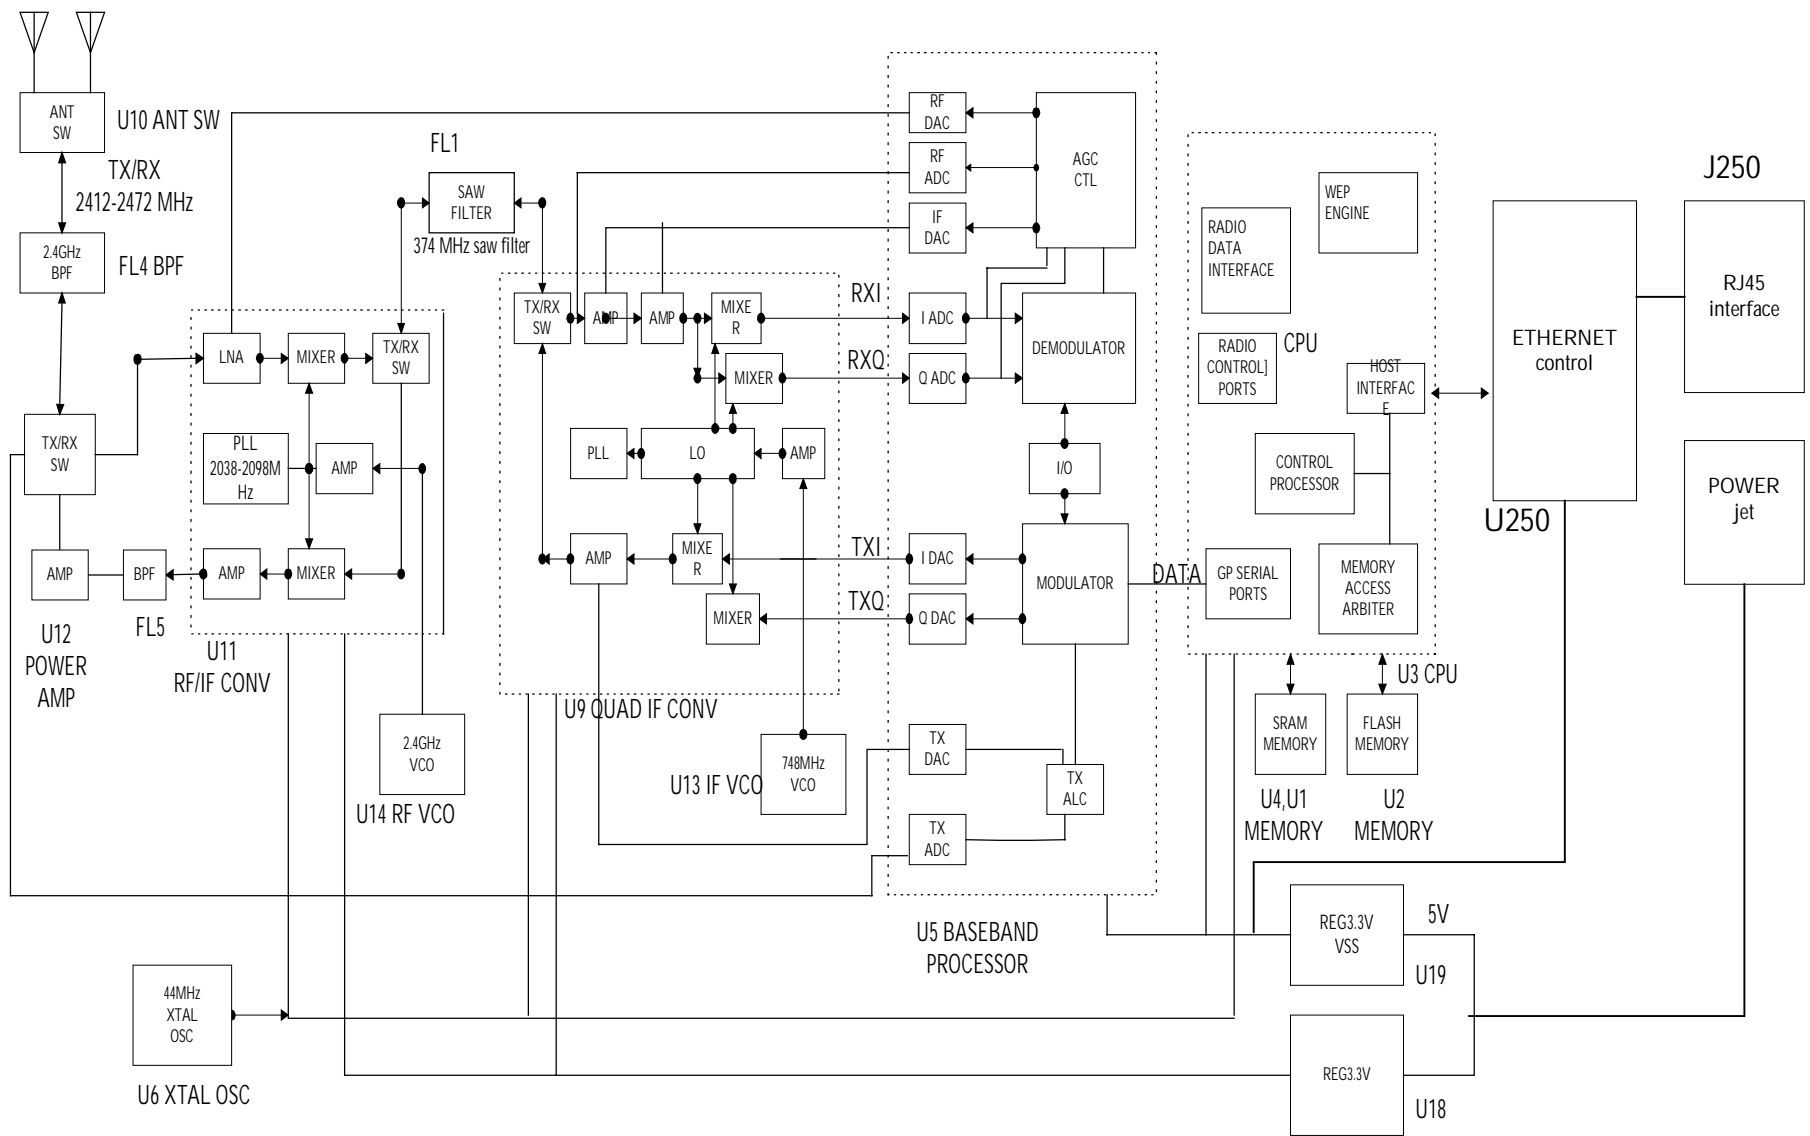 ANT
SW
U10 ANT SW
TX/RX
2412-2472 MHz
2.4GHz
BPF
FL4 BPF
FL1
SAW
FILTER
374 MHz saw filter
LNA
MIXER
TX/RX
SW
TX/RX
SW
PLL
2038-2098M
Hz
AMP
AMP
BPF
AMP
MIXER
U12
POWER
AMP
FL5
U11
RF/IF CONV
2.4GHz
VCO
U14 RF VCO
44MHz
XTAL
OSC
U6 XTAL OSC
TX/RX
SW
AMP
AMP
MIXE
R
MIXER
PLL
LO
AMP
AMP
MIXE
R
MIXER
U9 QUAD IF CONV
U13 IF VCO
748MHz
VCO
RXI
RXQ
TXI
TXQ
RF
DAC
RF
ADC
IF
DAC
AGC
CTL
I ADC
Q ADC
DEMODULATOR
I/O
I DAC
Q DAC
MODULATOR
TX
DAC
TX
ADC
TX
ALC
U5 BASEBAND
PROCESSOR
DATA
RADIO
DATA
INTERFACE
WEP
ENGINE
RADIO
CONTROL]
PORTS
CPU
HOST
INTERFAC
E
CONTROL
PROCESSOR
GP SERIAL
PORTS
MEMORY
ACCESS
ARBITER
U3 CPU
SRAM
MEMORY
FLASH
MEMORY
U4,U1
MEMORY
U2
MEMORY
ETHERNET
control
U250
J250
RJ45
interface
POWER
jet
REG3.3V
VSS
5V
U19
REG3.3V
U18